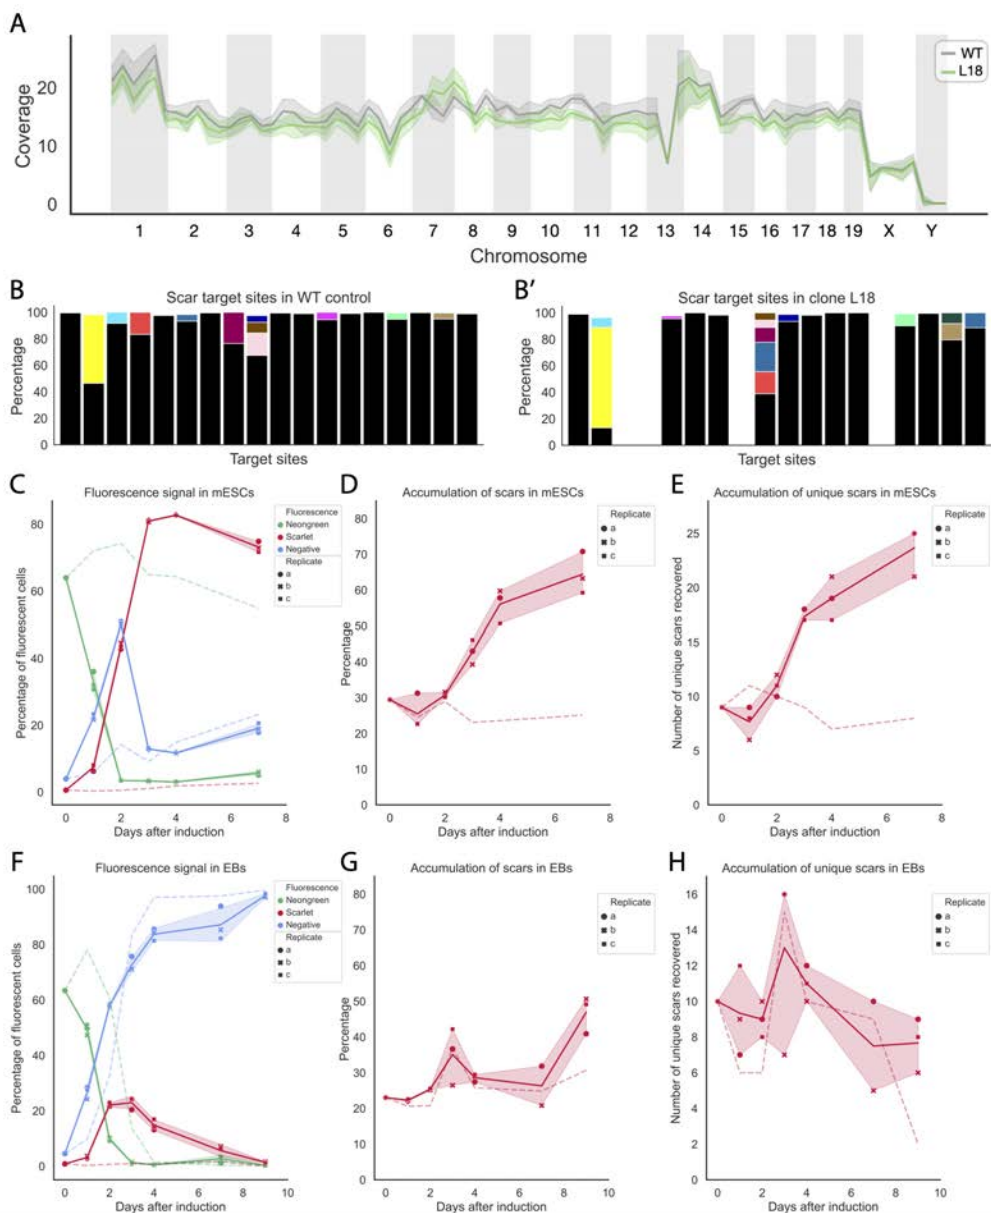 A
Coverage
20
10
0
WT
L18
1 2 3 4 5 6 7 8 9 10 11 12 13 14 15 16 17 18 19 X Y
Chromosome
B
Scar target sites in WT control
Percentage
100
80
60
40
20
0
Target sites
B′
Scar target sites in clone L18
Percentage
100
80
60
40
20
0
Target sites
C
Fluorescence signal in mESCs
Percentage of fluorescent cells
80
60
40
20
0
0 2 4 6 8
Days after induction
Fluorescence
Neongreen
Scarlet
Negative
Replicate
a
b
c
D
Accumulation of scars in mESCs
Percentage
80
70
60
50
40
30
20
10
0
0 2 4 6 8
Days after induction
Replicate
a
b
c
E
Accumulation of unique scars in mESCs
Number of unique scars recovered
25
20
15
10
5
0
0 2 4 6 8
Days after induction
Replicate
a
b
c
F
Fluorescence signal in EBs
Percentage of fluorescent cells
100
80
60
40
20
0
0 2 4 6 8 10
Days after induction
Fluorescence
Neongreen
Scarlet
Negative
Replicate
a
b
c
G
Accumulation of scars in EBs
Percentage
80
70
60
50
40
30
20
10
0
0 2 4 6 8 10
Days after induction
Replicate
a
b
c
H
Accumulation of unique scars in EBs
Number of unique scars recovered
16
14
12
10
8
6
4
2
0
0 2 4 6 8 10
Days after induction
Replicate
a
b
c